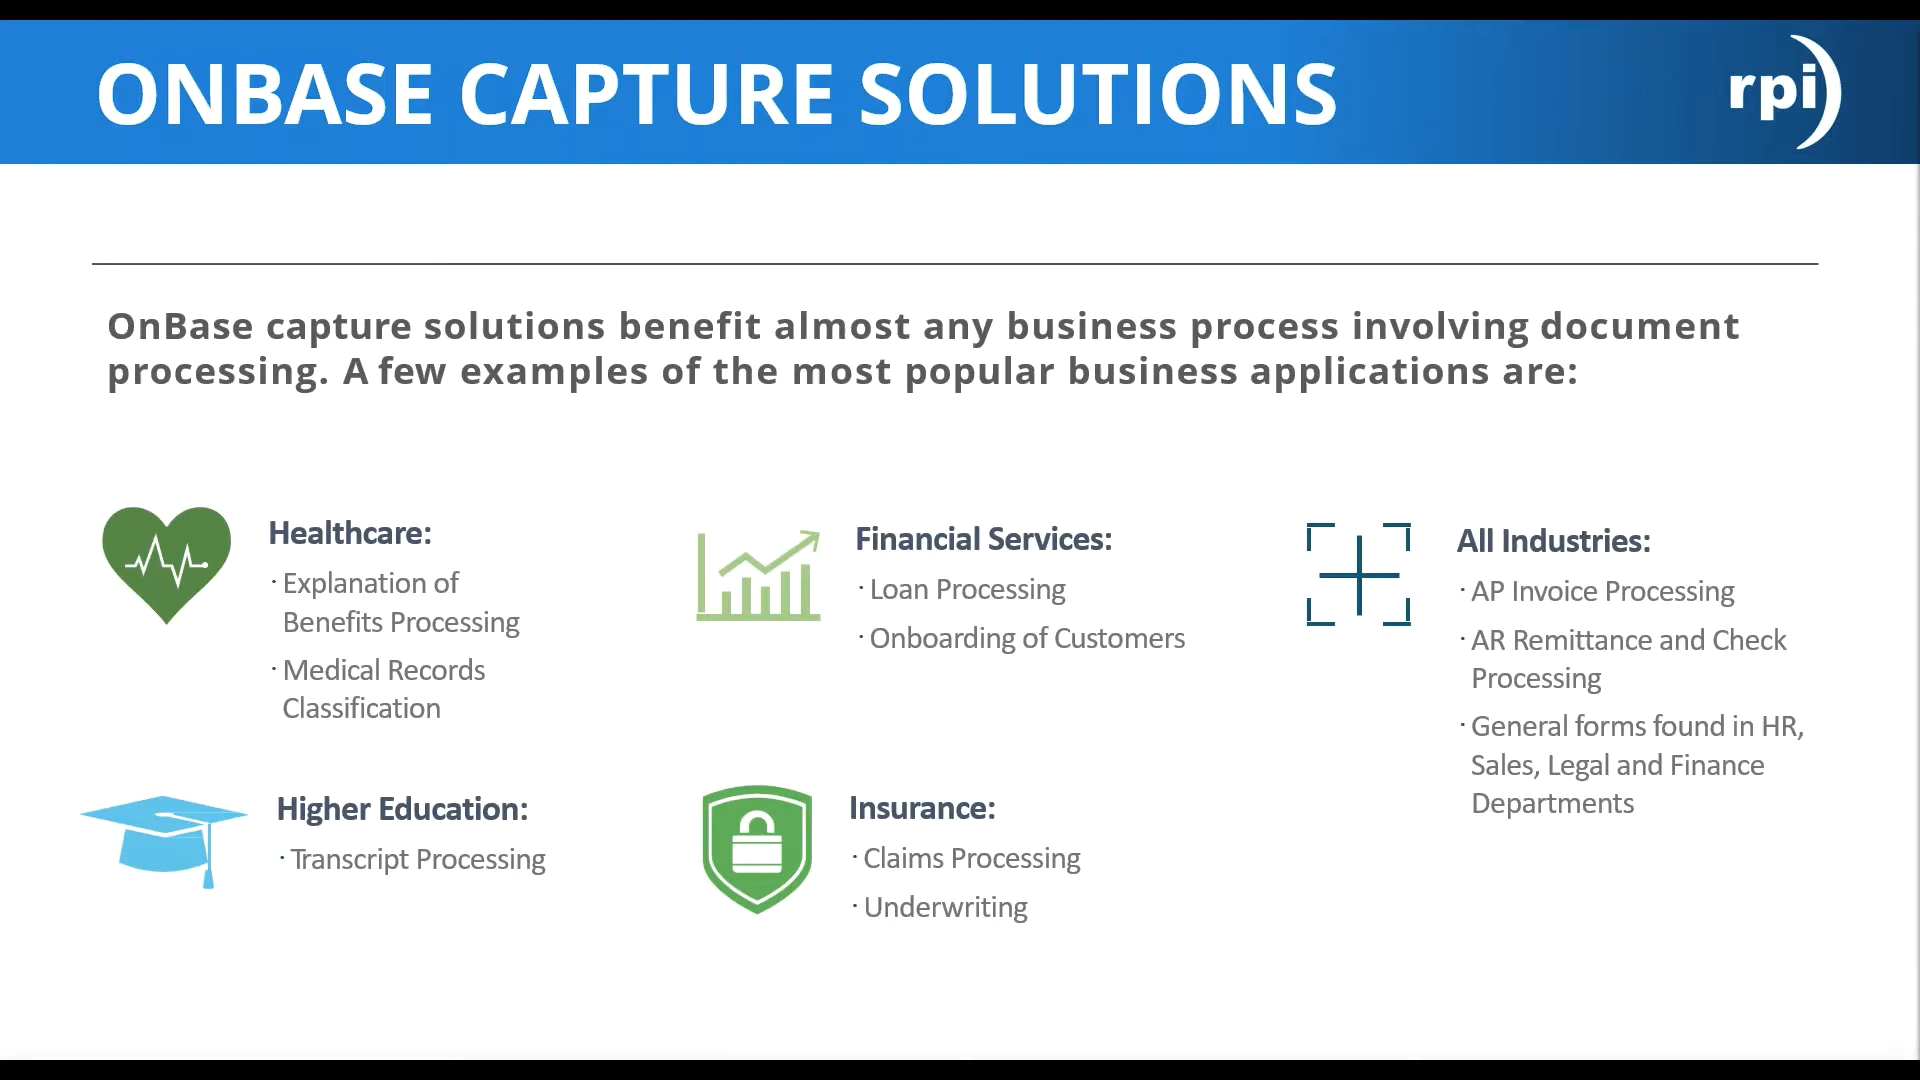 ONBASE CAPTURE SOLUTIONS
rpi
OnBase capture solutions benefit almost any business process involving document
processing. A few examples of the most popular business applications are:
Healthcare:
· Explanation of
Benefits Processing
· Medical Records
Classification
Financial Services:
· Loan Processing
· Onboarding of Customers
All Industries:
· AP Invoice Processing
· AR Remittance and Check
Processing
· General forms found in HR,
Sales, Legal and Finance
Departments
Higher Education:
· Transcript Processing
Insurance:
· Claims Processing
· Underwriting